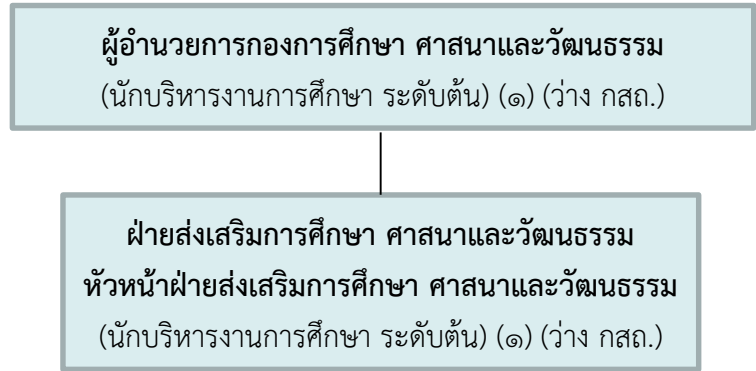 ผู้อำนวยการกองการศึกษา ศาสนาและวัฒนธรรม
(นักบริหารงานการศึกษา ระดับต้น) (๑) (ว่าง กสถ.)
ฝ่ายส่งเสริมการศึกษา ศาสนาและวัฒนธรรม
หัวหน้าฝ่ายส่งเสริมการศึกษา ศาสนาและวัฒนธรรม
(นักบริหารงานการศึกษา ระดับต้น) (๑) (ว่าง กสถ.)